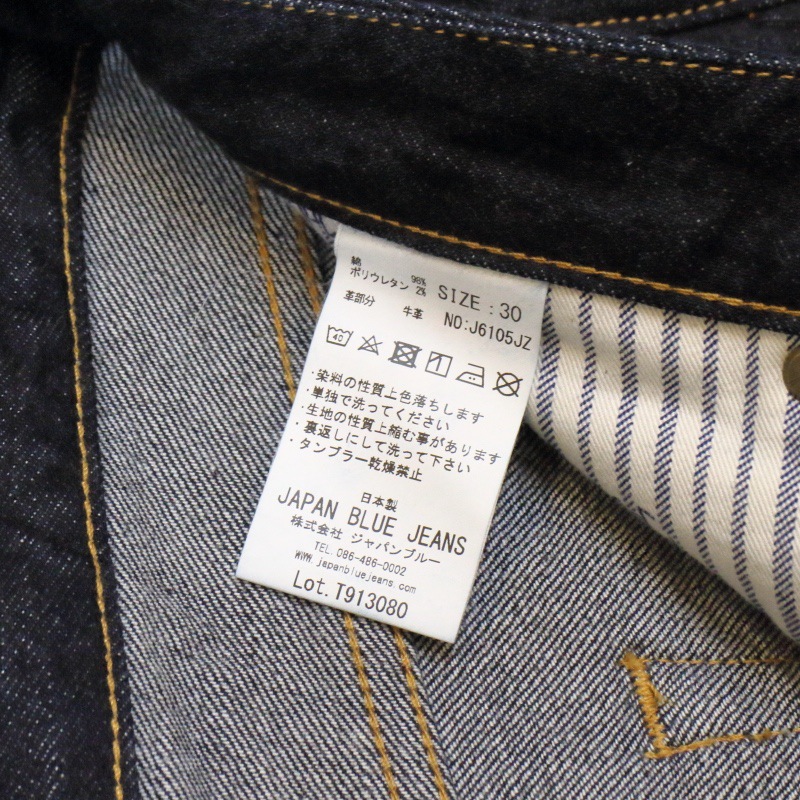 綿 98%
ポリウレタン 2%
革部分 牛革
SIZE : 30
NO:J6105JZ
40
・染料の性質上色落ちします
・単独で洗ってください
・生地の性質上縮む事があります
・裏返しにして洗って下さい
・タンブラー乾燥禁止
日本製
JAPAN BLUE JEANS
株式会社 ジャパンブルー
TEL. 086-486-0002
www.japanbluejeans.com
Lot. T913080